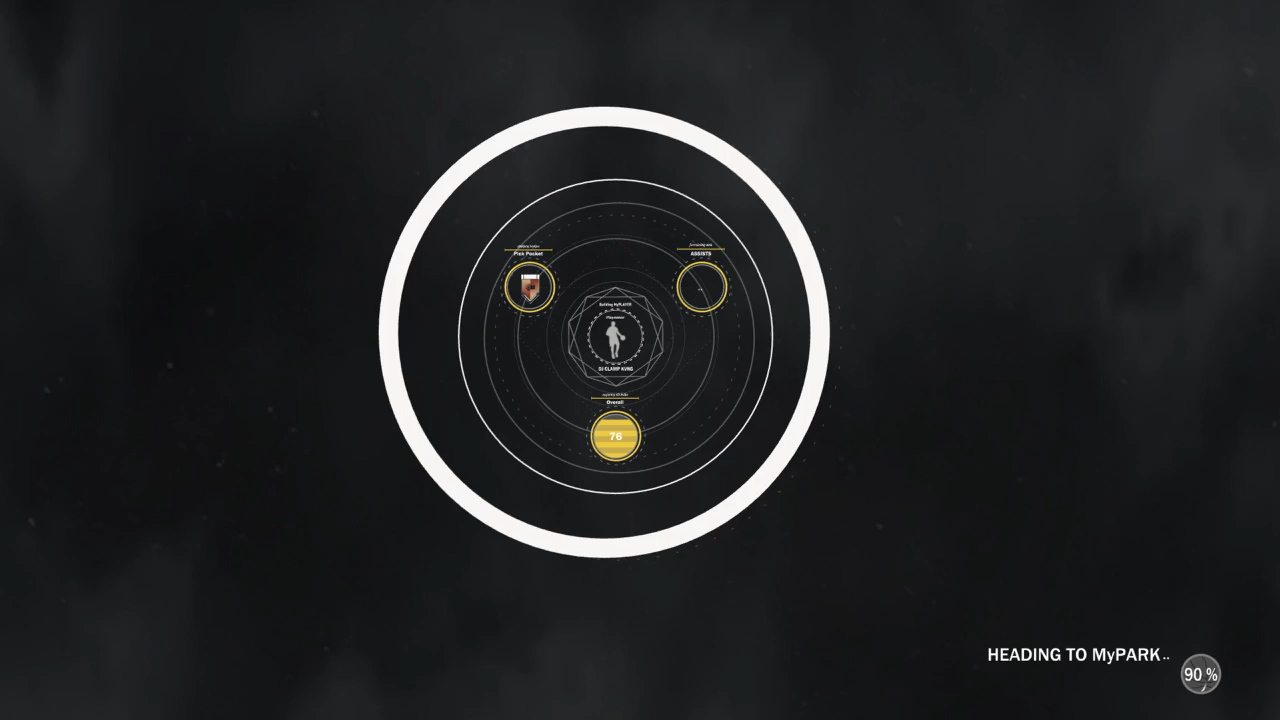 Pick Pocket
ASSISTS
Building MyPLAYER
DJ CLAMP KVNG
Overall
76
HEADING TO MyPARK..
90 %